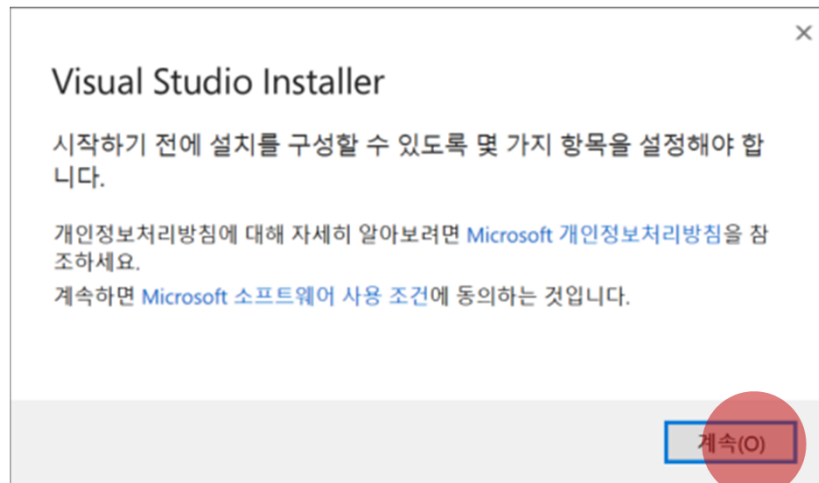 Visual Studio Installer
시작하기 전에 설치를 구성할 수 있도록 몇 가지 항목을 설정해야 합
니다.
개인정보처리방침에 대해 자세히 알아보려면 Microsoft 개인정보처리방침을 참
조하세요.
계속하면 Microsoft 소프트웨어 사용 조건에 동의하는 것입니다.
계속(O)